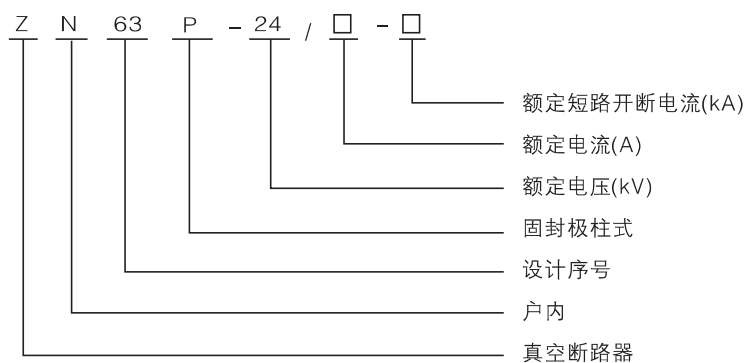 Z N 63 P - 24 / □ - □
额定短路开断电流(kA)
额定电流(A)
额定电压(kV)
固封极柱式
设计序号
户内
真空断路器